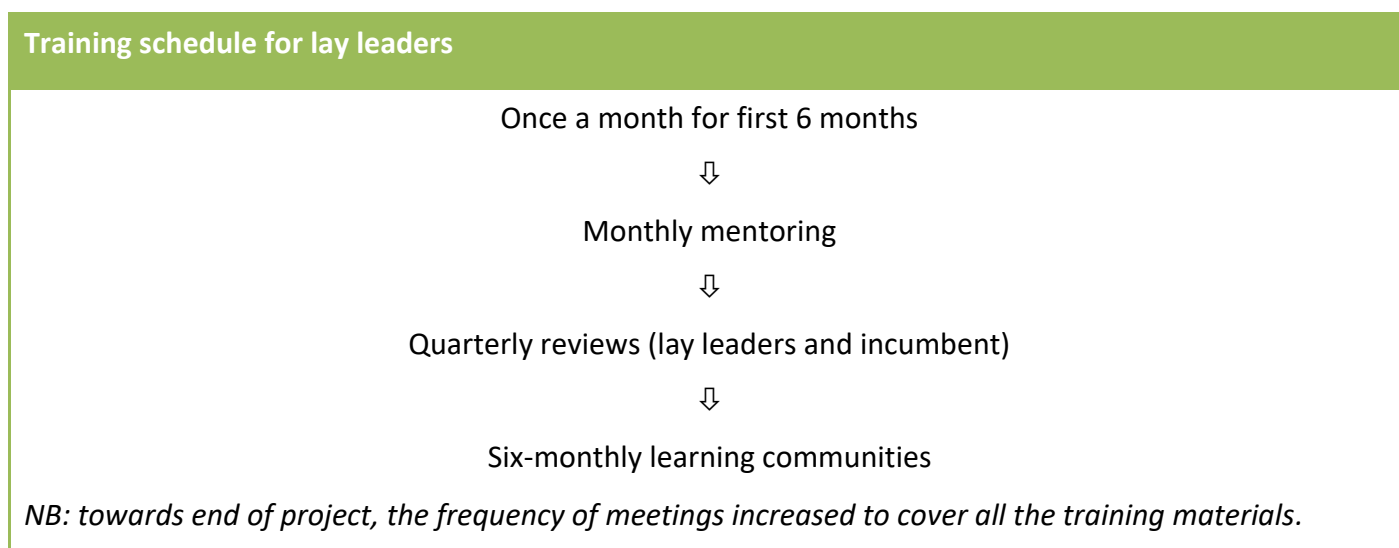 Training schedule for lay leaders
Once a month for first 6 months
⇩
Monthly mentoring
⇩
Quarterly reviews (lay leaders and incumbent)
⇩
Six-monthly learning communities
NB: towards end of project, the frequency of meetings increased to cover all the training materials.